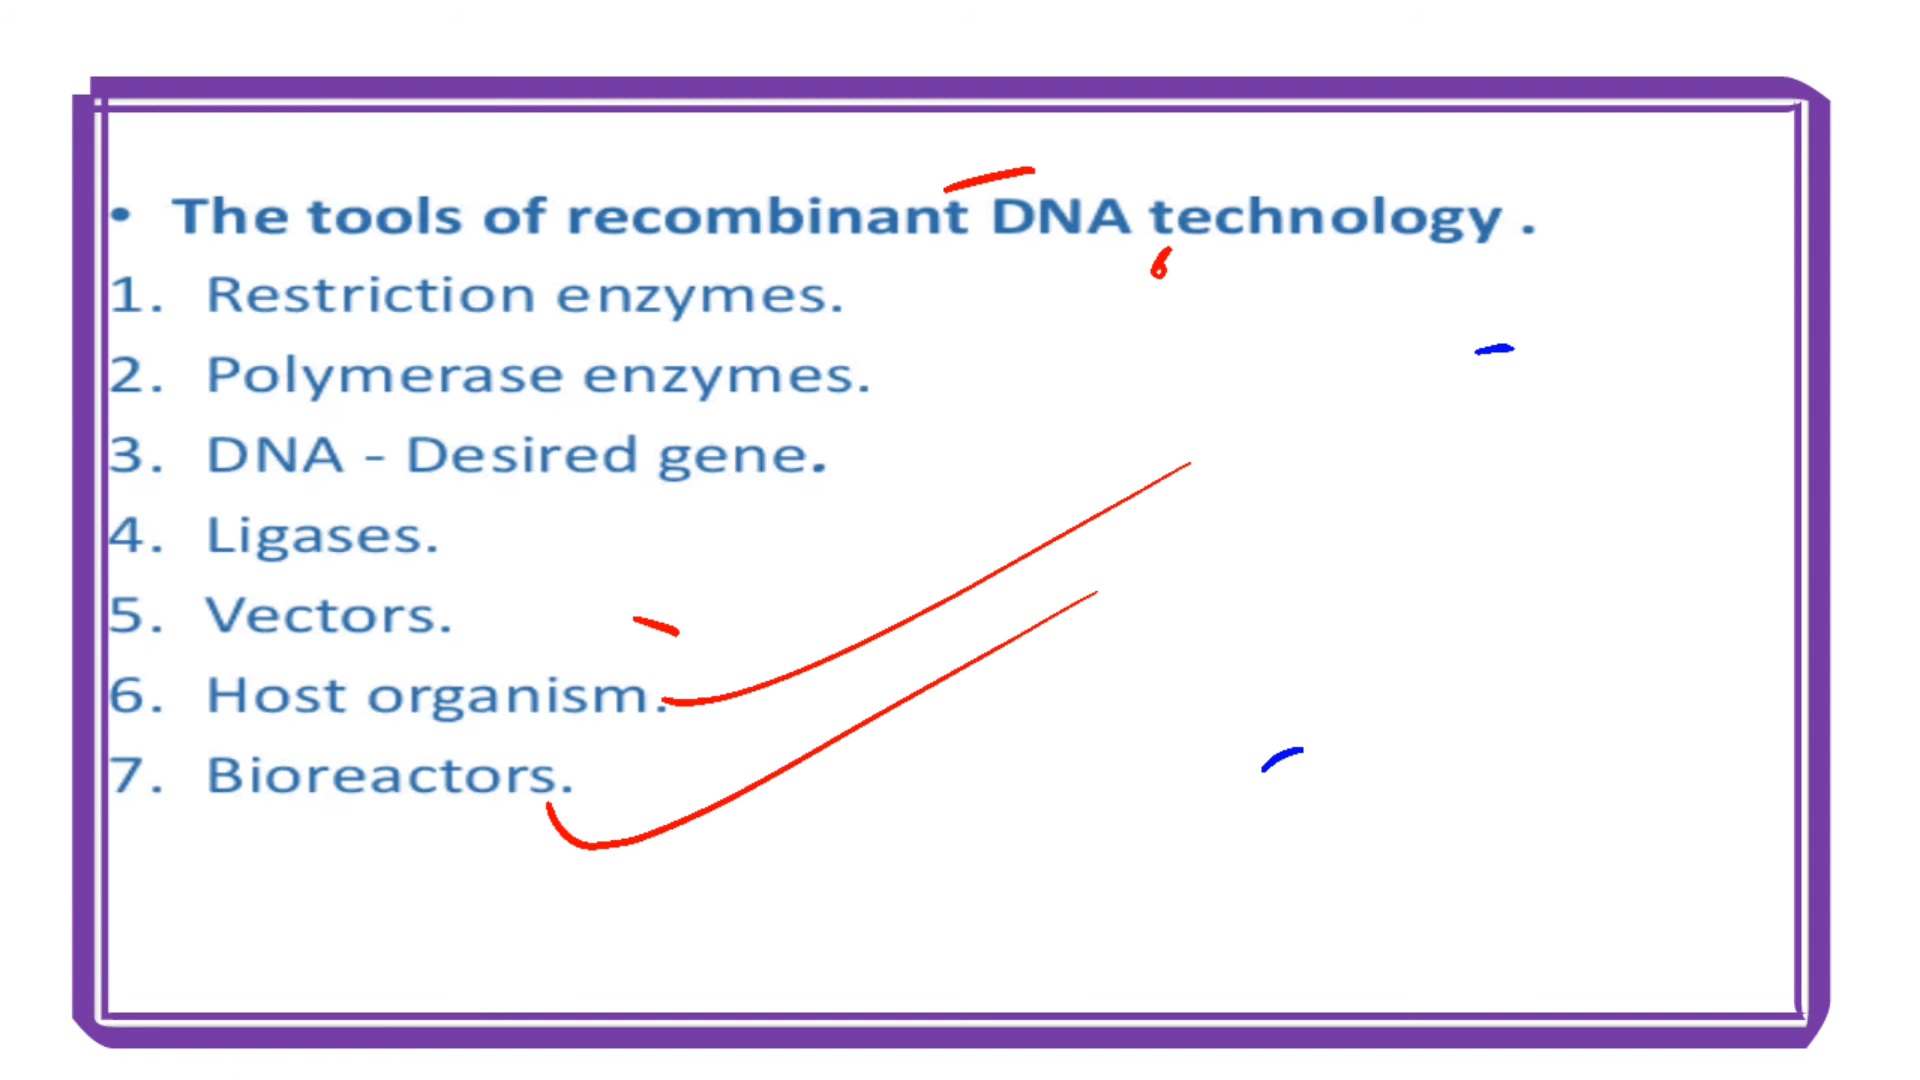 • The tools of recombinant DNA technology .
1. Restriction enzymes.
2. Polymerase enzymes.
3. DNA - Desired gene.
4. Ligases.
5. Vectors.
6. Host organism.
7. Bioreactors.